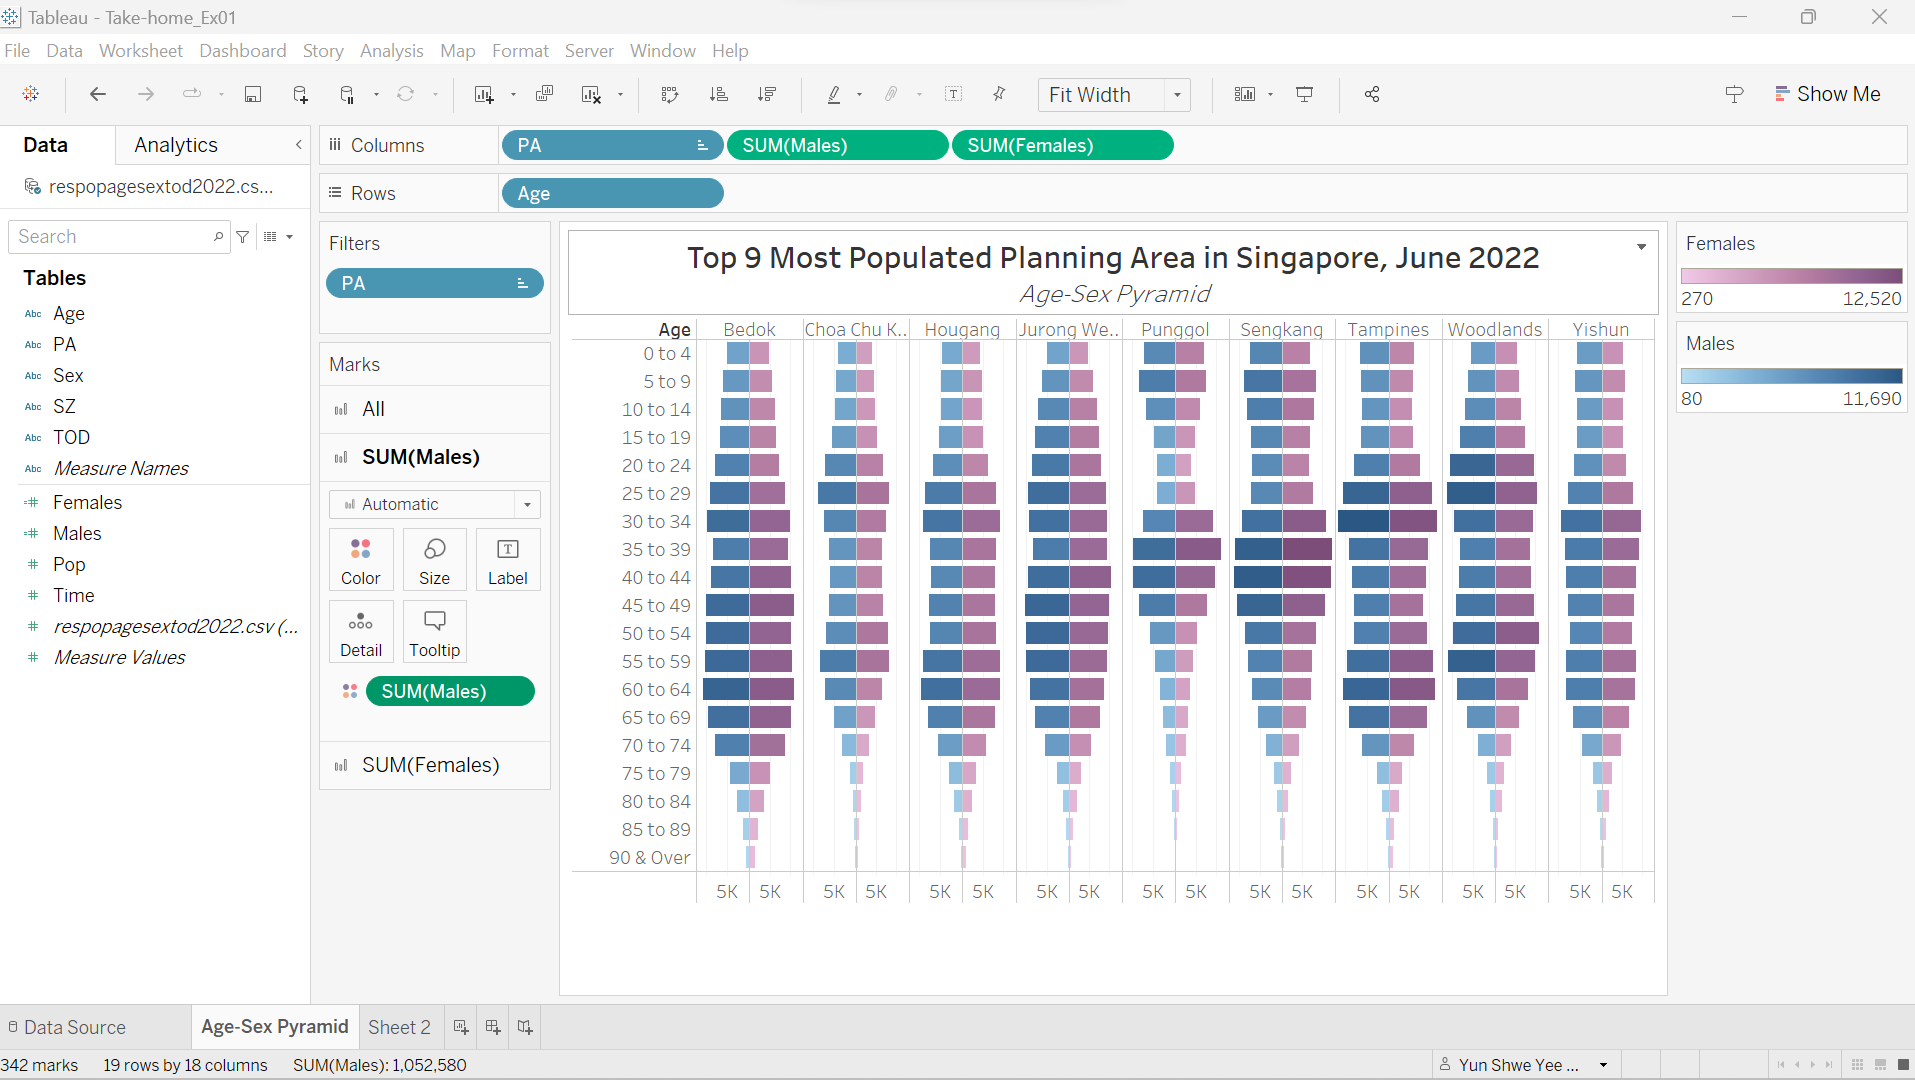 Tableau - Take-home_Ex01
File Data Worksheet Dashboard Story Analysis Map Format Server Window Help
Fit Width
Show Me
Data Analytics
respopagesextod2022.cs...
Search
Tables
Abc Age
Abc PA
Abc Sex
Abc SZ
Abc TOD
Abc Measure Names
Females
Males
Pop
Time
respopagesextod2022.csv (...
Measure Values
Columns PA SUM(Males) SUM(Females)
Rows Age
Filters
PA
Marks
All
SUM(Males)
Automatic
Color Size Label
Detail Tooltip
SUM(Males)
SUM(Females)
Top 9 Most Populated Planning Area in Singapore, June 2022
Age-Sex Pyramid
Age Bedok Choa Chu K.. Hougang Jurong We.. Punggol Sengkang Tampines Woodlands Yishun
0 to 4
5 to 9
10 to 14
15 to 19
20 to 24
25 to 29
30 to 34
35 to 39
40 to 44
45 to 49
50 to 54
55 to 59
60 to 64
65 to 69
70 to 74
75 to 79
80 to 84
85 to 89
90 & Over
5K 5K 5K 5K 5K 5K 5K 5K 5K 5K 5K 5K 5K 5K 5K 5K 5K 5K
Females
270 12,520
Males
80 11,690
Data Source Age-Sex Pyramid Sheet 2
342 marks 19 rows by 18 columns SUM(Males): 1,052,580
Yun Shwe Yee ...